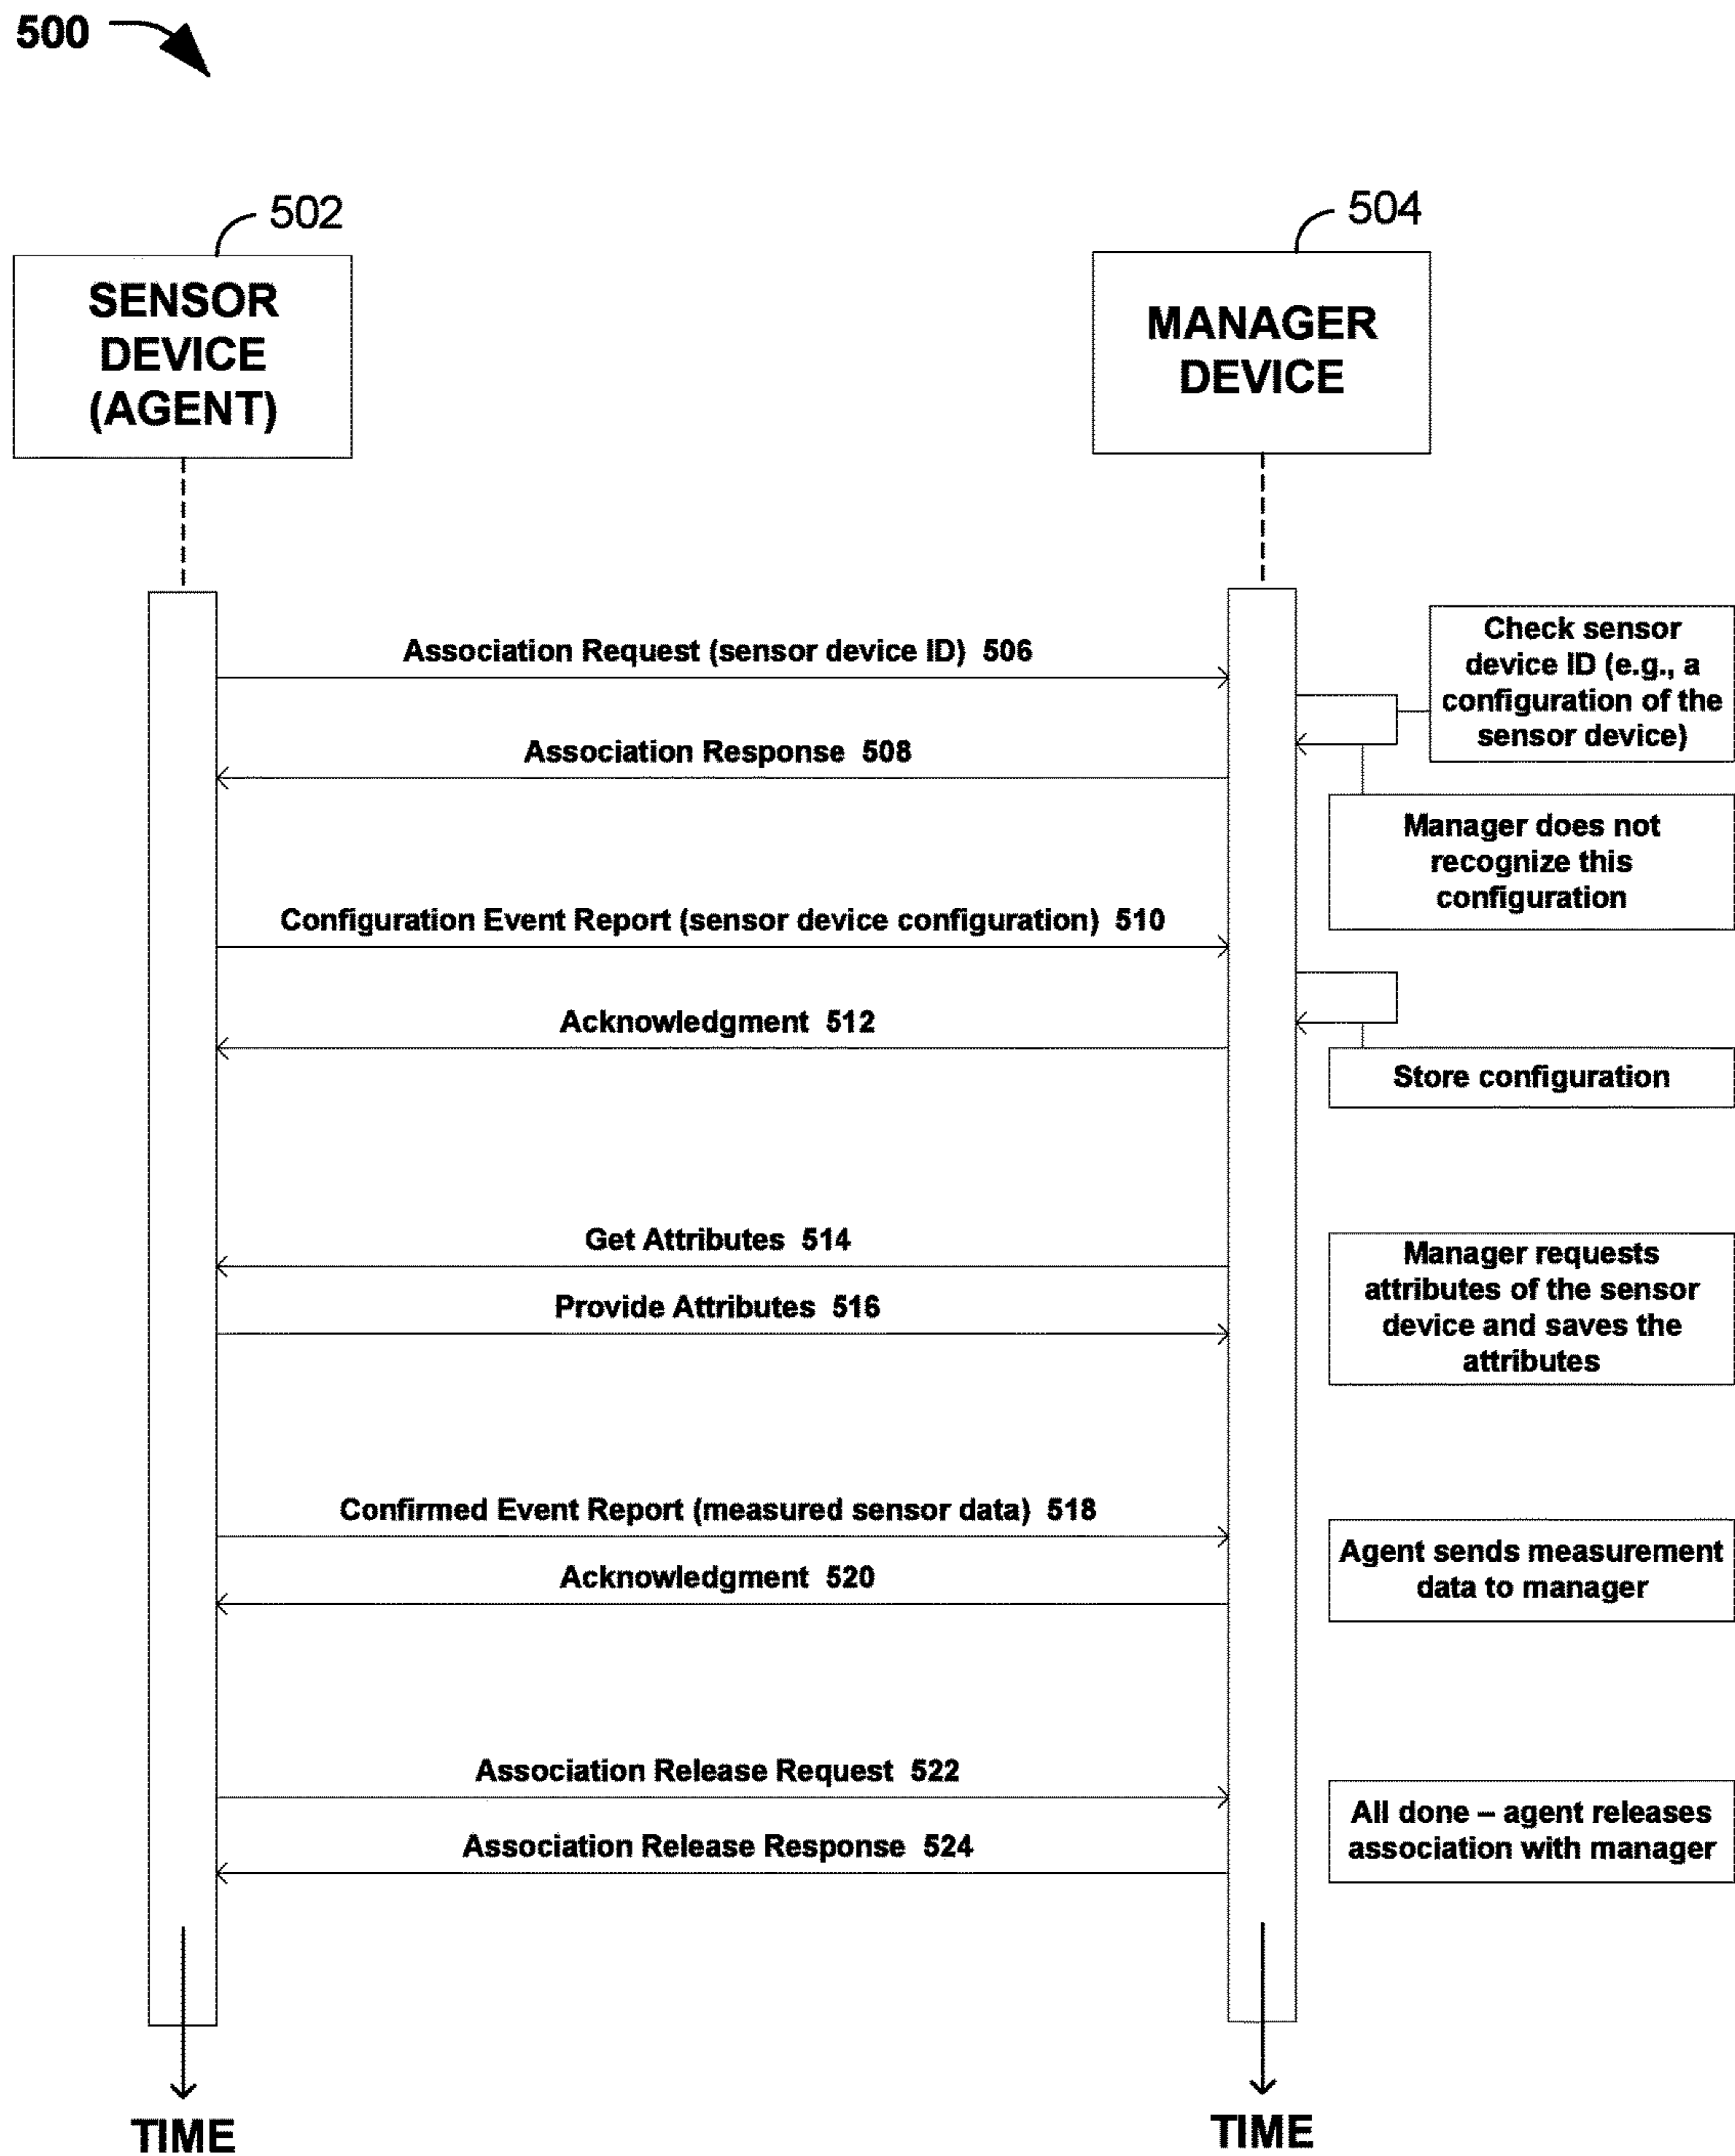 500
502
504
SENSOR
DEVICE
(AGENT)
MANAGER
DEVICE
Association Request (sensor device ID) 506
Check sensor
device ID (e.g., a
configuration of the
sensor device)
Association Response 508
Manager does not
recognize this
configuration
Configuration Event Report (sensor device configuration) 510
Acknowledgment 512
Store configuration
Get Attributes 514
Provide Attributes 516
Manager requests
attributes of the sensor
device and saves the
attributes
Confirmed Event Report (measured sensor data) 518
Acknowledgment 520
Agent sends measurement
data to manager
Association Release Request 522
Association Release Response 524
All done – agent releases
association with manager
TIME
TIME